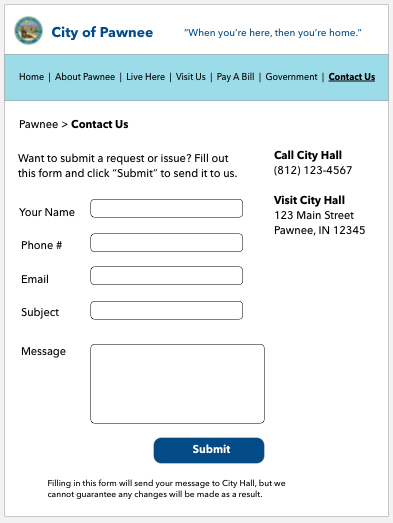 City of Pawnee
“When you’re here, then you’re home.”
Home | About Pawnee | Live Here | Visit Us | Pay A Bill | Government | Contact Us
Pawnee > Contact Us
Want to submit a request or issue? Fill out
this form and click “Submit” to send it to us.
Call City Hall
(812) 123-4567
Visit City Hall
123 Main Street
Pawnee, IN 12345
Your Name
Phone #
Email
Subject
Message
Submit
Filling in this form will send your message to City Hall, but we
cannot guarantee any changes will be made as a result.